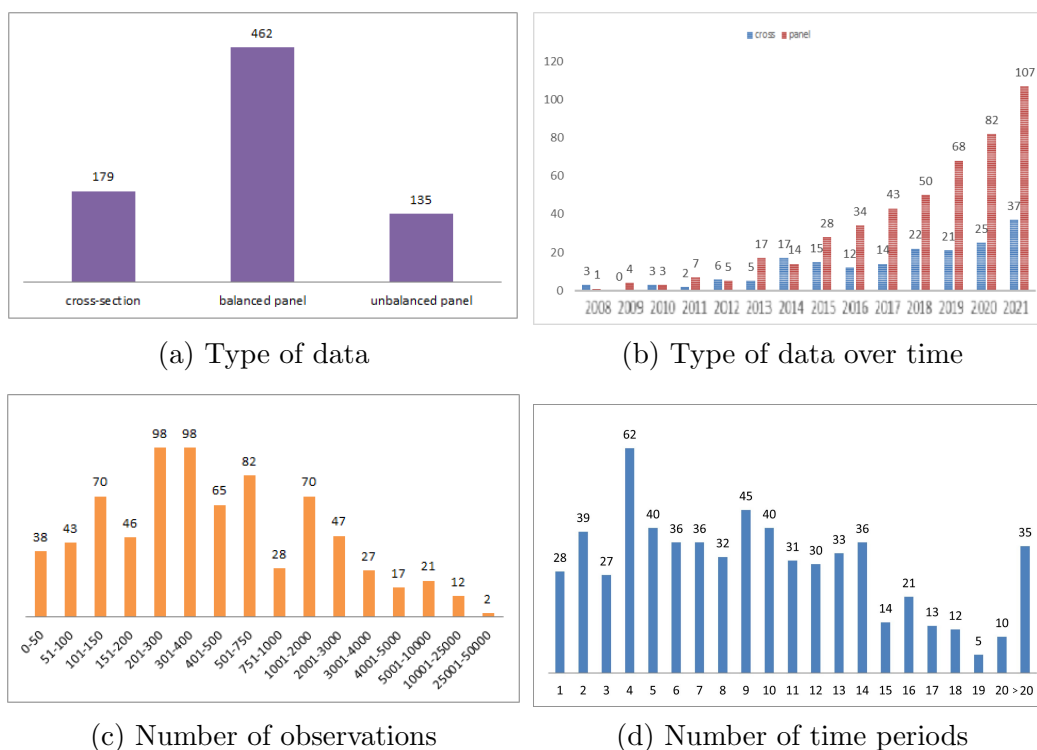 462
179
135
cross-section balanced panel unbalanced panel
(a) Type of data
cross panel
120
100
80
60
40
20
0
3 1 0 4 3 3 2 7 6 5 5 17 17 14 15 28 12 34 14 43 22 50 21 68 25 82 37 107
2008 2009 2010 2011 2012 2013 2014 2015 2016 2017 2018 2019 2020 2021
(b) Type of data over time
38 43 70 46 98 98 65 82 28 70 47 27 17 21 12 2
0-50 51-100 101-150 151-200 201-300 301-400 401-500 501-750 751-1000 1001-2000 2001-3000 3001-4000 4001-5000 5001-10000 10001-25000 25001-50000
(c) Number of observations
28 39 27 62 40 36 36 32 45 40 31 30 33 36 14 21 13 12 5 10 35
1 2 3 4 5 6 7 8 9 10 11 12 13 14 15 16 17 18 19 20 >20
(d) Number of time periods